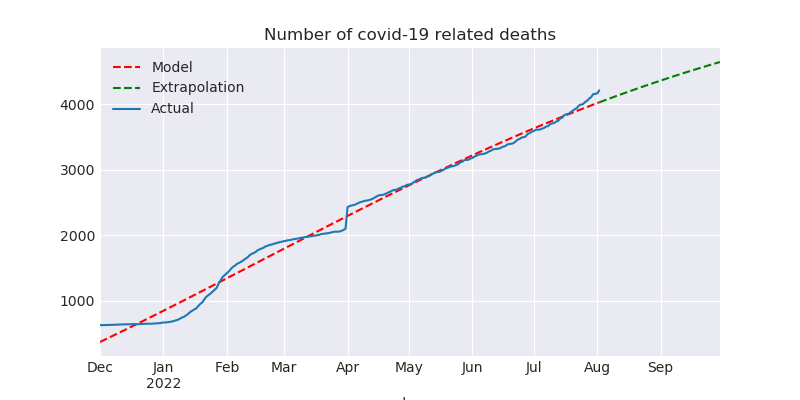 Number of covid-19 related deaths
Model
Extrapolation
Actual
4000
3000
2000
1000
Dec Jan Feb Mar Apr May Jun Jul Aug Sep
2022